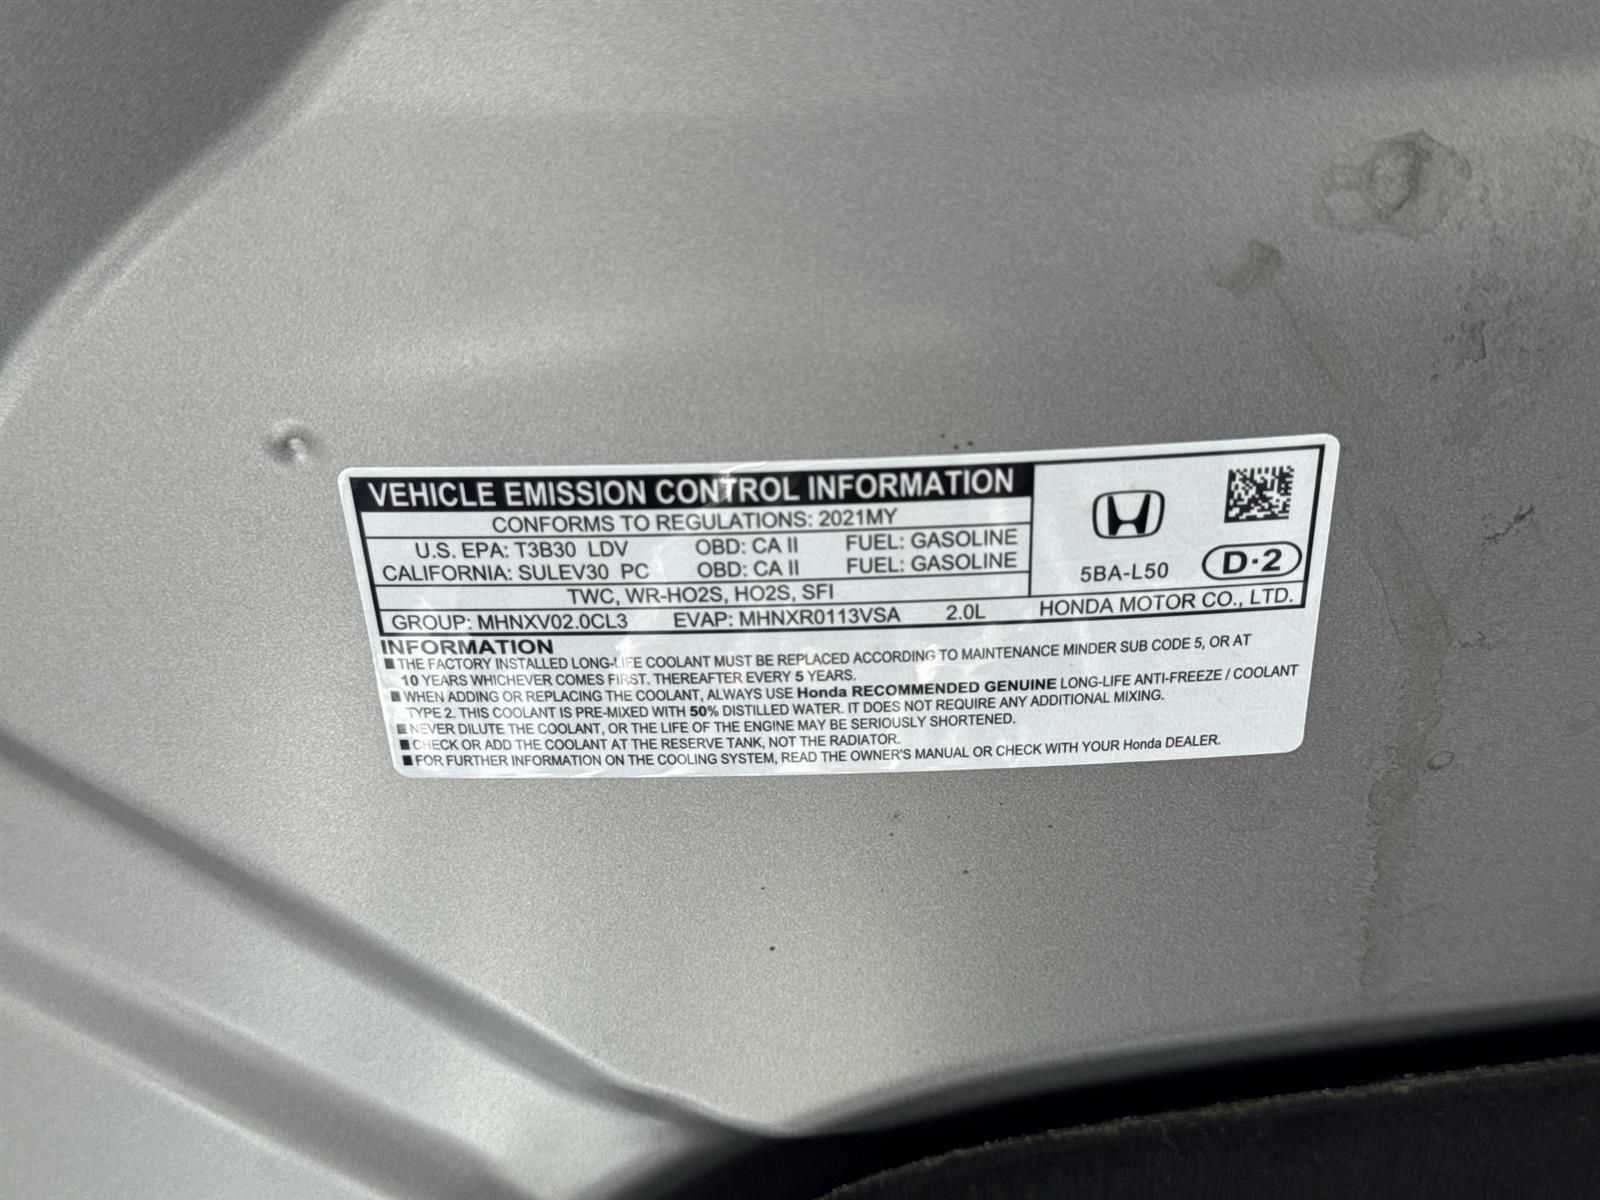 VEHICLE EMISSION CONTROL INFORMATION
CONFORMS TO REGULATIONS: 2021MY
U.S. EPA: T3B30 LDV OBD: CA II FUEL: GASOLINE
CALIFORNIA: SULEV30 PC OBD: CA II FUEL: GASOLINE
TWC, WR-HO2S, HO2S, SFI
GROUP: MHNXV02.0CL3 EVAP: MHNXR0113VSA 2.0L
5BA-L50 D·2
HONDA MOTOR CO., LTD.
INFORMATION
■ THE FACTORY INSTALLED LONG-LIFE COOLANT MUST BE REPLACED ACCORDING TO MAINTENANCE MINDER SUB CODE 5, OR AT
10 YEARS WHICHEVER COMES FIRST. THEREAFTER EVERY 5 YEARS.
■ WHEN ADDING OR REPLACING THE COOLANT, ALWAYS USE Honda RECOMMENDED GENUINE LONG-LIFE ANTI-FREEZE / COOLANT
TYPE 2. THIS COOLANT IS PRE-MIXED WITH 50% DISTILLED WATER. IT DOES NOT REQUIRE ANY ADDITIONAL MIXING.
■ NEVER DILUTE THE COOLANT, OR THE LIFE OF THE ENGINE MAY BE SERIOUSLY SHORTENED.
■ CHECK OR ADD THE COOLANT AT THE RESERVE TANK, NOT THE RADIATOR.
■ FOR FURTHER INFORMATION ON THE COOLING SYSTEM, READ THE OWNER'S MANUAL OR CHECK WITH YOUR Honda DEALER.